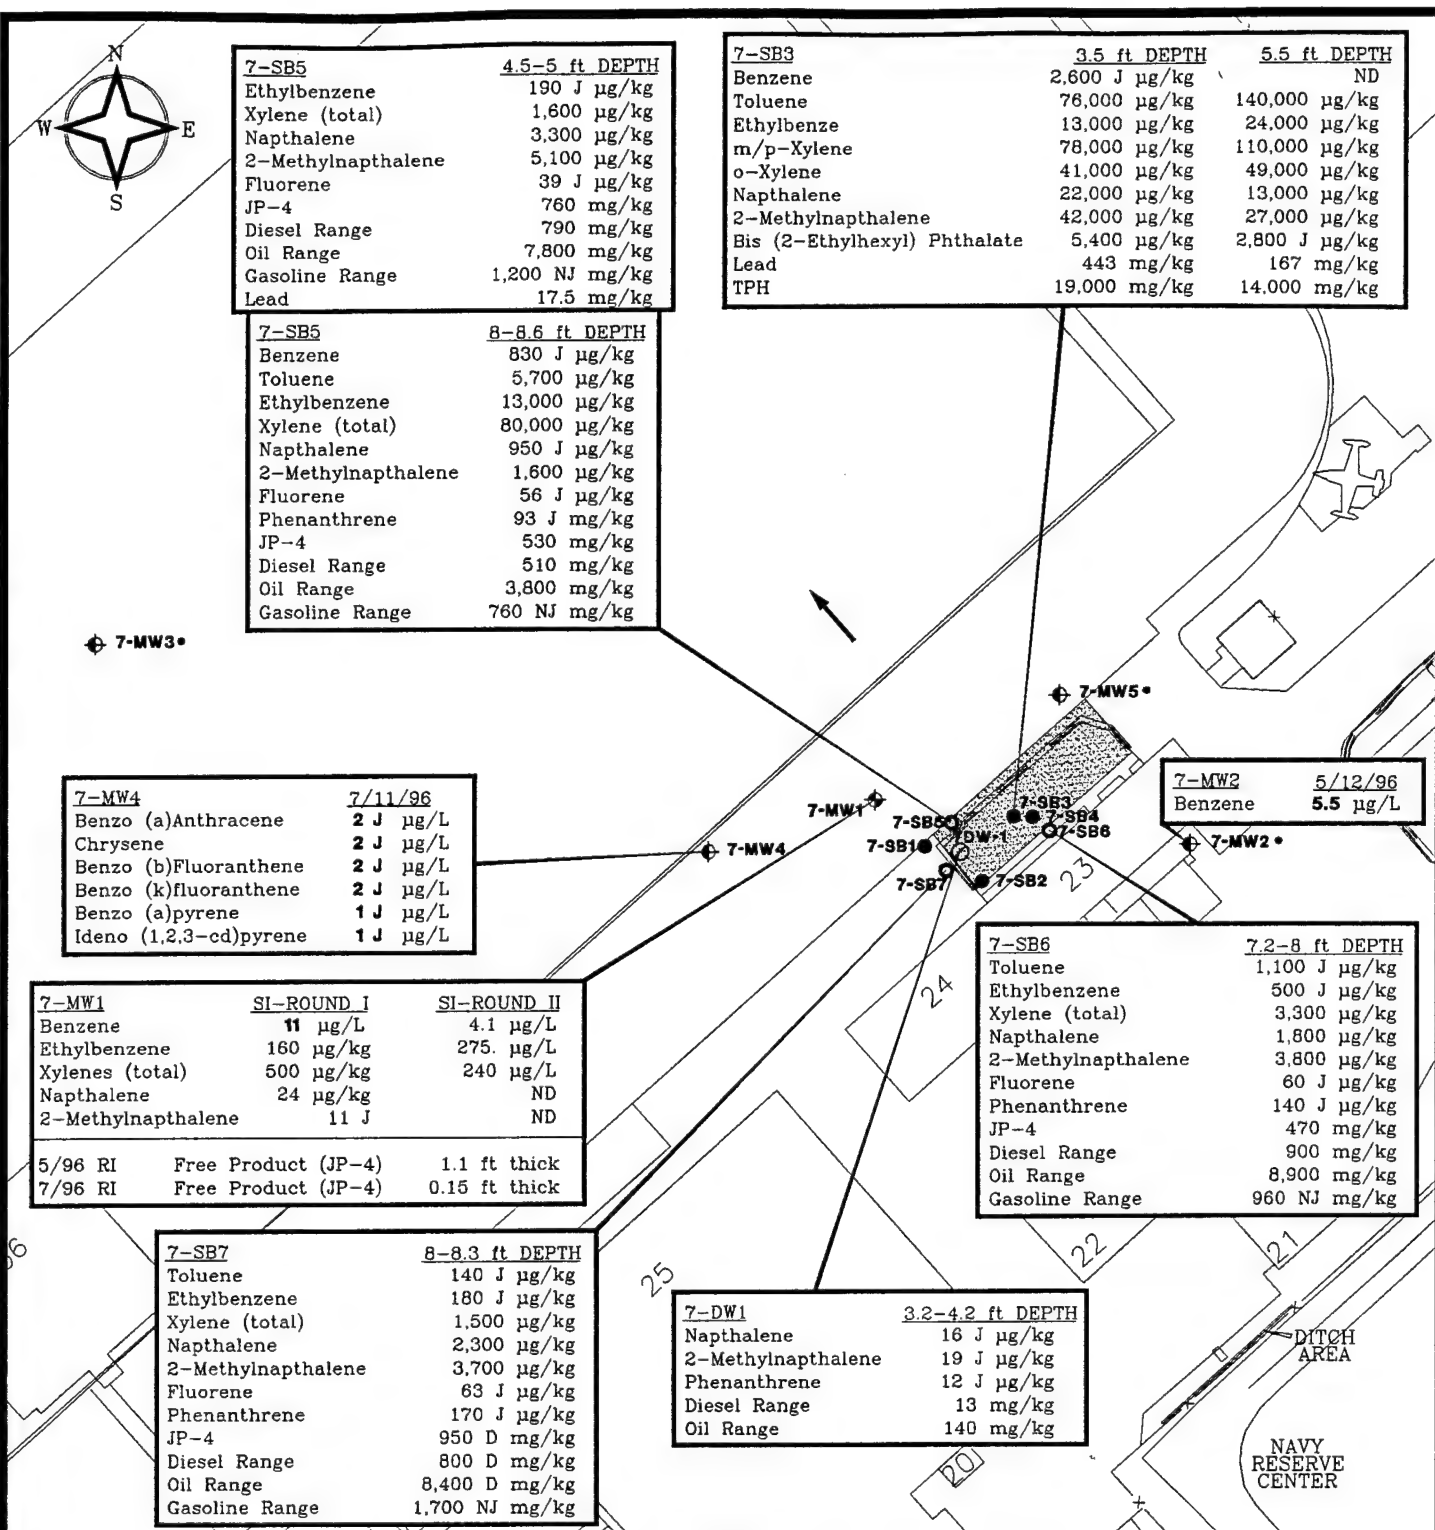 N
W E
S
7-SB5 4.5-5 ft DEPTH
Ethylbenzene 190 J µg/kg
Xylene (total) 1,600 µg/kg
Napthalene 3,300 µg/kg
2-Methylnapthalene 5,100 µg/kg
Fluorene 39 J µg/kg
JP-4 760 mg/kg
Diesel Range 790 mg/kg
Oil Range 7,800 mg/kg
Gasoline Range 1,200 NJ mg/kg
Lead 17.5 mg/kg
7-SB3 3.5 ft DEPTH 5.5 ft DEPTH
Benzene 2,600 J µg/kg ND
Toluene 76,000 µg/kg 140,000 µg/kg
Ethylbenze 13,000 µg/kg 24,000 µg/kg
m/p-Xylene 78,000 µg/kg 110,000 µg/kg
o-Xylene 41,000 µg/kg 49,000 µg/kg
Napthalene 22,000 µg/kg 13,000 µg/kg
2-Methylnapthalene 42,000 µg/kg 27,000 µg/kg
Bis (2-Ethylhexyl) Phthalate 5,400 µg/kg 2,800 J µg/kg
Lead 443 mg/kg 167 mg/kg
TPH 19,000 mg/kg 14,000 mg/kg
7-SB5 8-8.6 ft DEPTH
Benzene 830 J µg/kg
Toluene 5,700 µg/kg
Ethylbenzene 13,000 µg/kg
Xylene (total) 80,000 µg/kg
Napthalene 950 J µg/kg
2-Methylnapthalene 1,600 µg/kg
Fluorene 56 J µg/kg
Phenanthrene 93 J mg/kg
JP-4 530 mg/kg
Diesel Range 510 mg/kg
Oil Range 3,800 mg/kg
Gasoline Range 760 NJ mg/kg
7-MW3•
7-MW5•
7-MW1
7-MW4
7-SB3
7-SB4
7-SB5
7-SB6
7DW-1
7-SB1
7-SB7
7-SB2
7-MW2•
7-MW2 5/12/96
Benzene 5.5 µg/L
7-MW4 7/11/96
Benzo (a)Anthracene 2 J µg/L
Chrysene 2 J µg/L
Benzo (b)Fluoranthene 2 J µg/L
Benzo (k)fluoranthene 2 J µg/L
Benzo (a)pyrene 1 J µg/L
Ideno (1,2,3-cd)pyrene 1 J µg/L
23
24
7-SB6 7.2-8 ft DEPTH
Toluene 1,100 J µg/kg
Ethylbenzene 500 J µg/kg
Xylene (total) 3,300 µg/kg
Napthalene 1,800 µg/kg
2-Methylnapthalene 3,800 µg/kg
Fluorene 60 J µg/kg
Phenanthrene 140 J µg/kg
JP-4 470 mg/kg
Diesel Range 900 mg/kg
Oil Range 8,900 mg/kg
Gasoline Range 960 NJ mg/kg
7-MW1 SI-ROUND I SI-ROUND II
Benzene 11 µg/L 4.1 µg/L
Ethylbenzene 160 µg/kg 275. µg/L
Xylenes (total) 500 µg/kg 240 µg/L
Napthalene 24 µg/kg ND
2-Methylnapthalene 11 J ND
5/96 RI Free Product (JP-4) 1.1 ft thick
7/96 RI Free Product (JP-4) 0.15 ft thick
22
21
25
7-SB7 8-8.3 ft DEPTH
Toluene 140 J µg/kg
Ethylbenzene 180 J µg/kg
Xylene (total) 1,500 µg/kg
Napthalene 2,300 µg/kg
2-Methylnapthalene 3,700 µg/kg
Fluorene 63 J µg/kg
Phenanthrene 170 J µg/kg
JP-4 950 D mg/kg
Diesel Range 800 D mg/kg
Oil Range 8,400 D mg/kg
Gasoline Range 1,700 NJ mg/kg
7-DW1 3.2-4.2 ft DEPTH
Napthalene 16 J µg/kg
2-Methylnapthalene 19 J µg/kg
Phenanthrene 12 J µg/kg
Diesel Range 13 mg/kg
Oil Range 140 mg/kg
DITCH
AREA
20
NAVY
RESERVE
CENTER